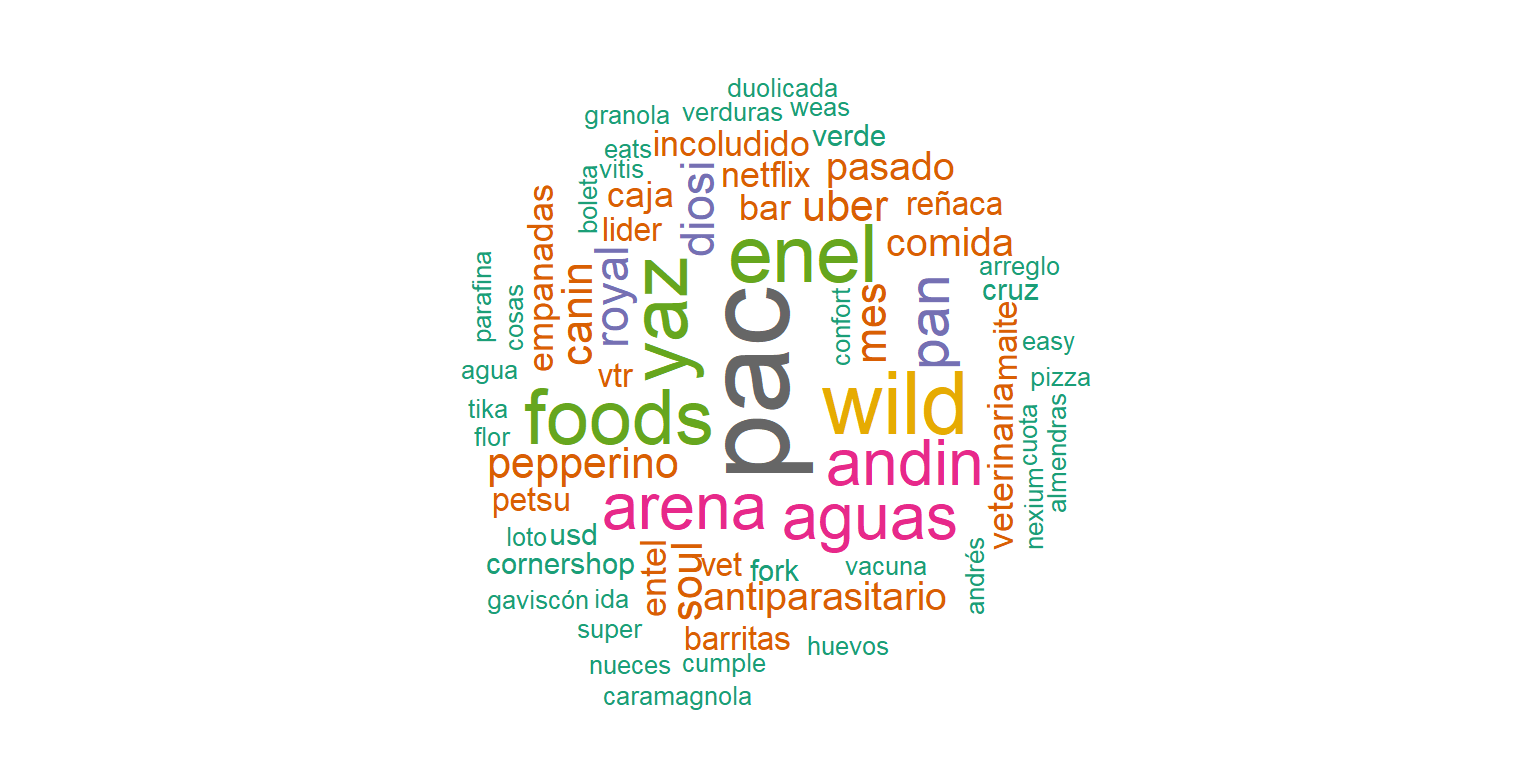 duolicada
granola
verduras
weas
eats
incoludido
verde
vitis
netflix
pasado
boleta
caja
diosi
bar
uber
reñaca
empanadas
lider
enel
comida
parafina
cosas
canin
royal
yaz
pac
confort
mes
pan
arreglo
cruz
maite
easy
agua
vtr
wild
pizza
tika
foods
veterinaria
cuota
almendras
flor
pepperino
andin
nexium
petsu
arena
aguas
loto
usd
cornershop
entel
soul
vet
fork
vacuna
andrés
gaviscón
ida
antiparasitario
super
barritas
huevos
nueces
cumple
caramagnola